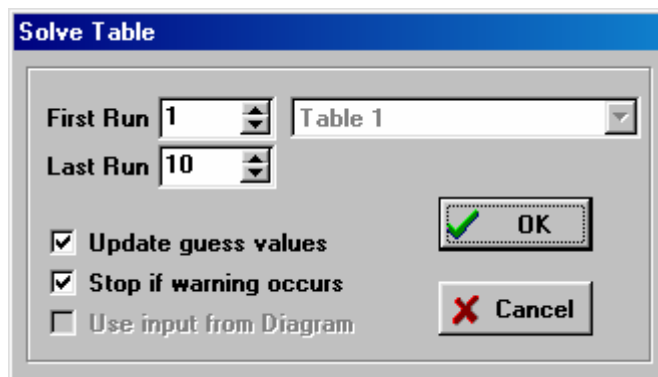 Solve Table
First Run 1 Table 1
Last Run 10
Update guess values
Stop if warning occurs
Use input from Diagram
OK
Cancel